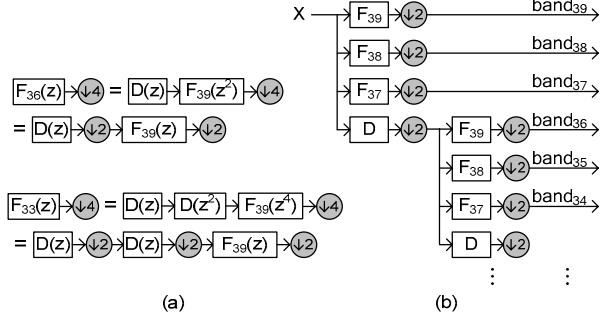 F₃₆(z) ↓4 = D(z) F₃₉(z²) ↓4
= D(z) ↓2 F₃₉(z) ↓2
F₃₃(z) ↓4 = D(z) D(z²) F₃₉(z⁴) ↓4
= D(z) ↓2 D(z) ↓2 F₃₉(z) ↓2
(a)
X F₃₉ ↓2 band₃₉
F₃₈ ↓2 band₃₈
F₃₇ ↓2 band₃₇
D ↓2 F₃₉ ↓2 band₃₆
F₃₈ ↓2 band₃₅
F₃₇ ↓2 band₃₄
D ↓2
⋮ ⋮
(b)